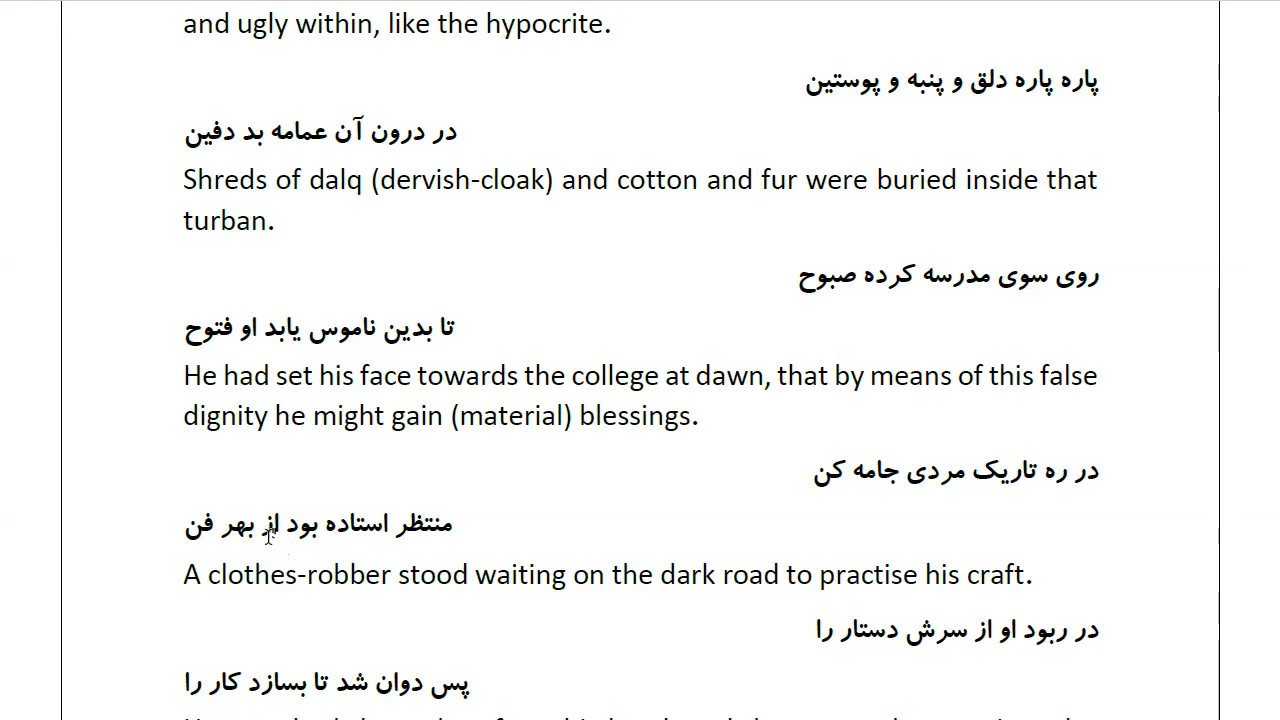 and ugly within, like the hypocrite.
پاره پاره دلق و پنبه و پوستین
در درون آن عمامه بد دفین
Shreds of dalq (dervish-cloak) and cotton and fur were buried inside that
turban.
روی سوی مدرسه کرده صبوح
تا بدین ناموس یابد او فتوح
He had set his face towards the college at dawn, that by means of this false
dignity he might gain (material) blessings.
در ره تاریک مردی جامه کن
منتظر استاده بود از بهر فن
A clothes-robber stood waiting on the dark road to practise his craft.
در ربود او از سرش دستار را
پس دوان شد تا بسازد کار را